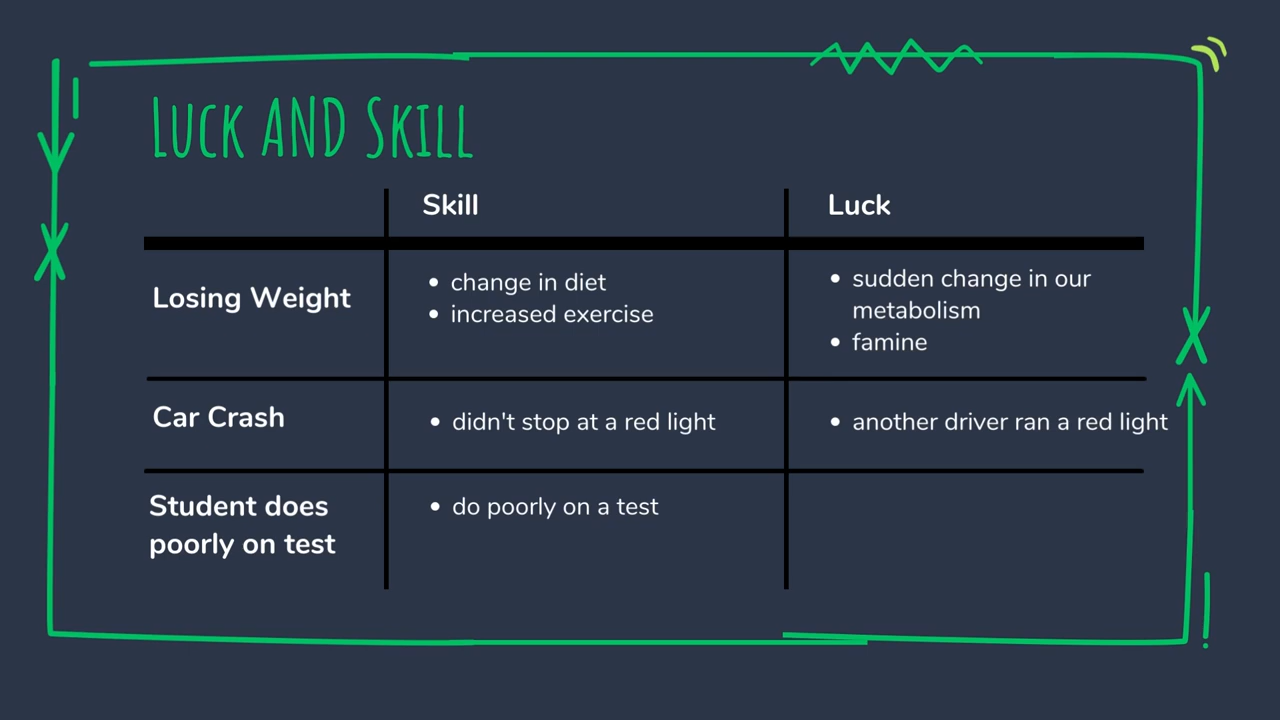 Luck AND Skill
Skill
Luck
Losing Weight
• change in diet
• increased exercise
• sudden change in our
metabolism
• famine
Car Crash
• didn't stop at a red light
• another driver ran a red light
Student does
poorly on test
• do poorly on a test